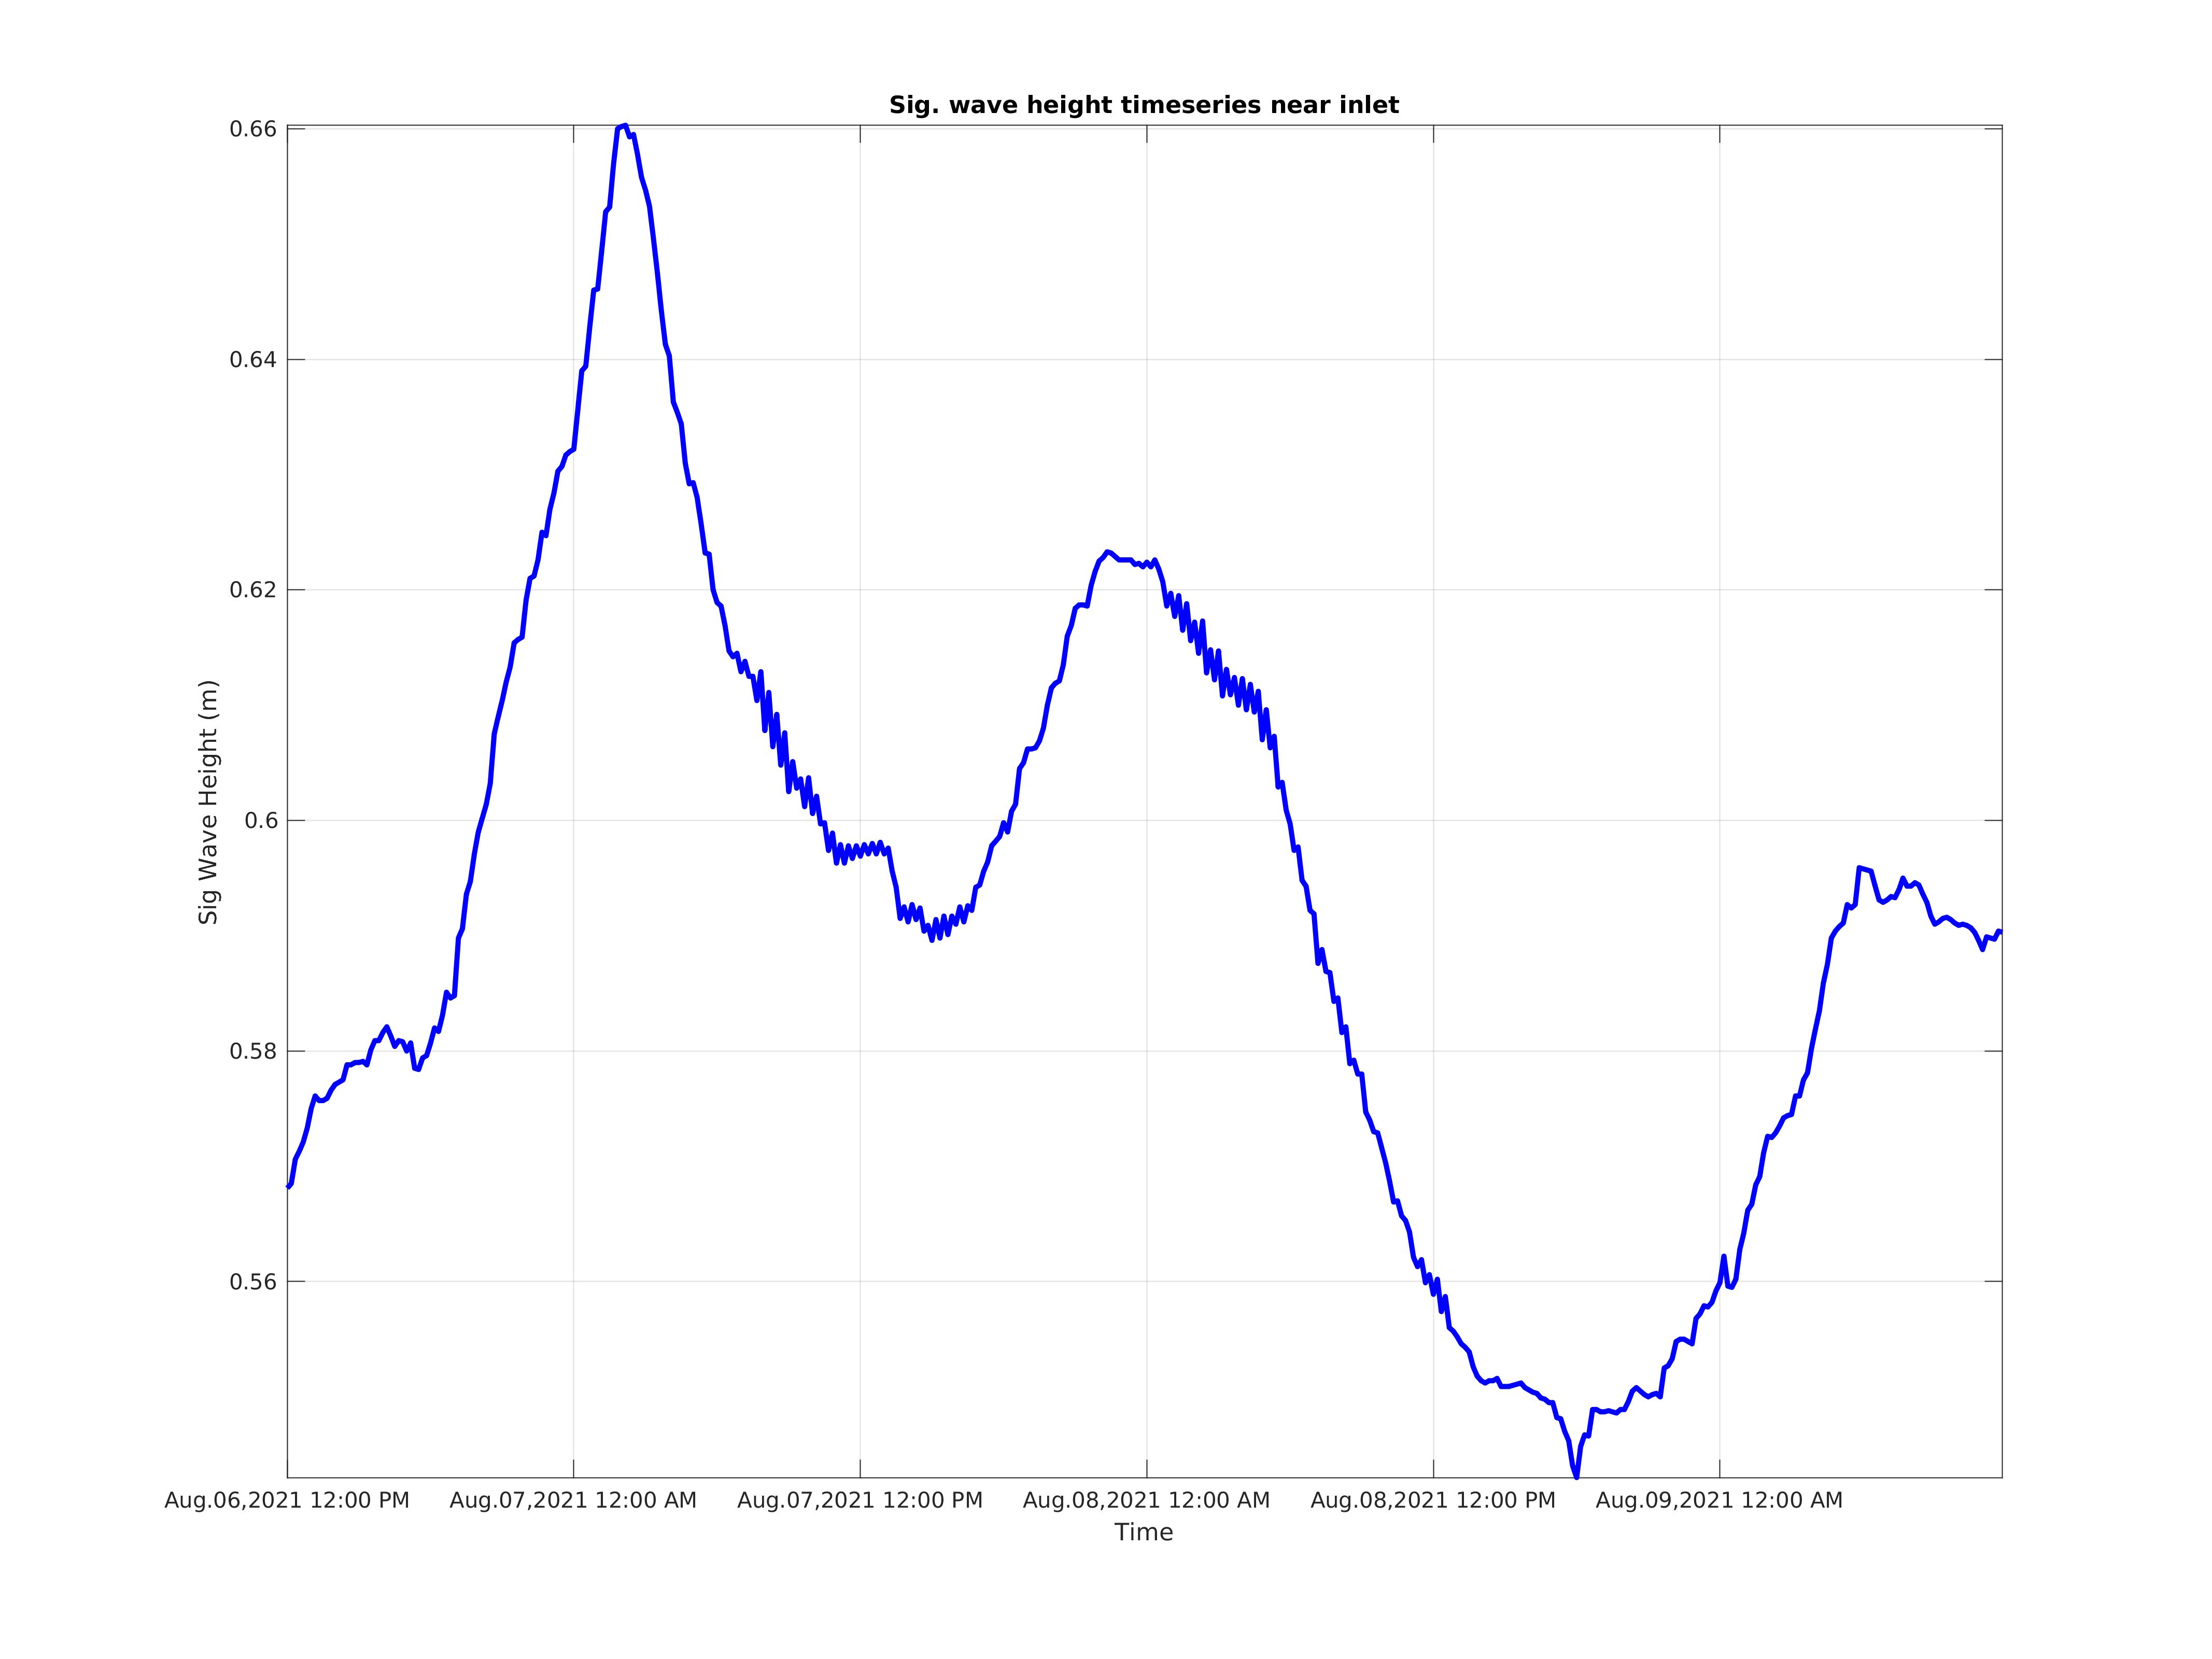 Sig. wave height timeseries near inlet
0.66
0.64
0.62
0.6
0.58
0.56
Sig Wave Height (m)
Aug.06,2021 12:00 PM Aug.07,2021 12:00 AM Aug.07,2021 12:00 PM Aug.08,2021 12:00 AM Aug.08,2021 12:00 PM Aug.09,2021 12:00 AM
Time